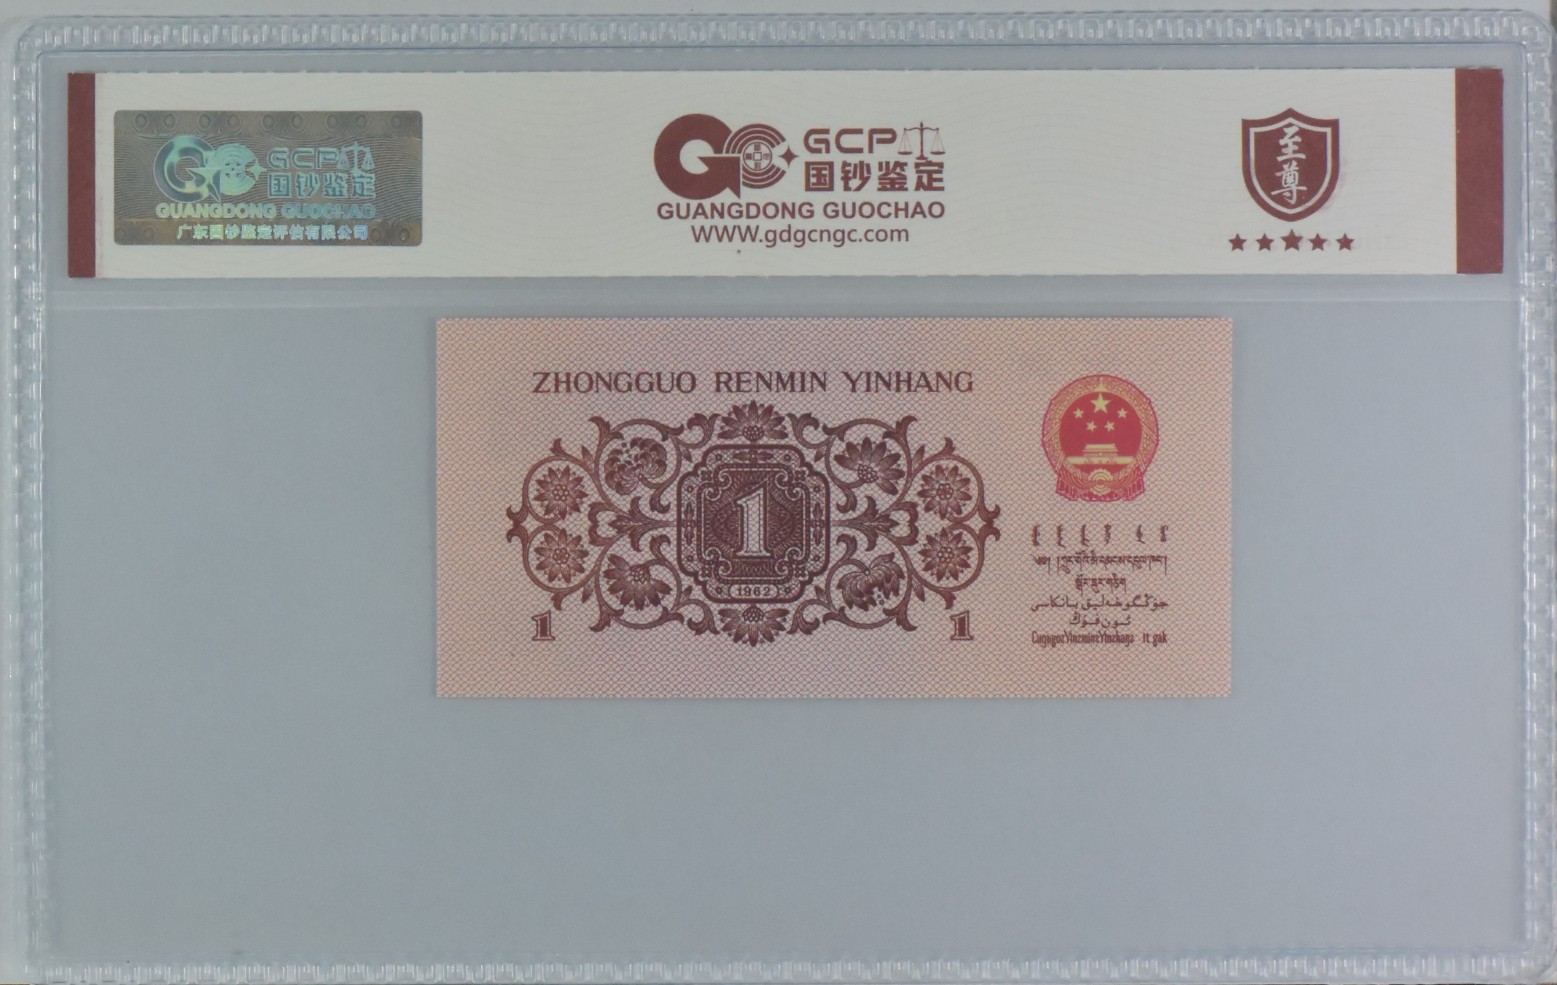 GCP
国钞鉴定
GUANGDONG GUOCHAO
广东国钞鉴定评估有限公司
GCP
国钞鉴定
GUANGDONG GUOCHAO
WWW.gdgcngc.com
至尊
ZHONGGUO RENMIN YINHANG
1
(1962)
1
1
جۇڭگوخەلىق بانكىسى